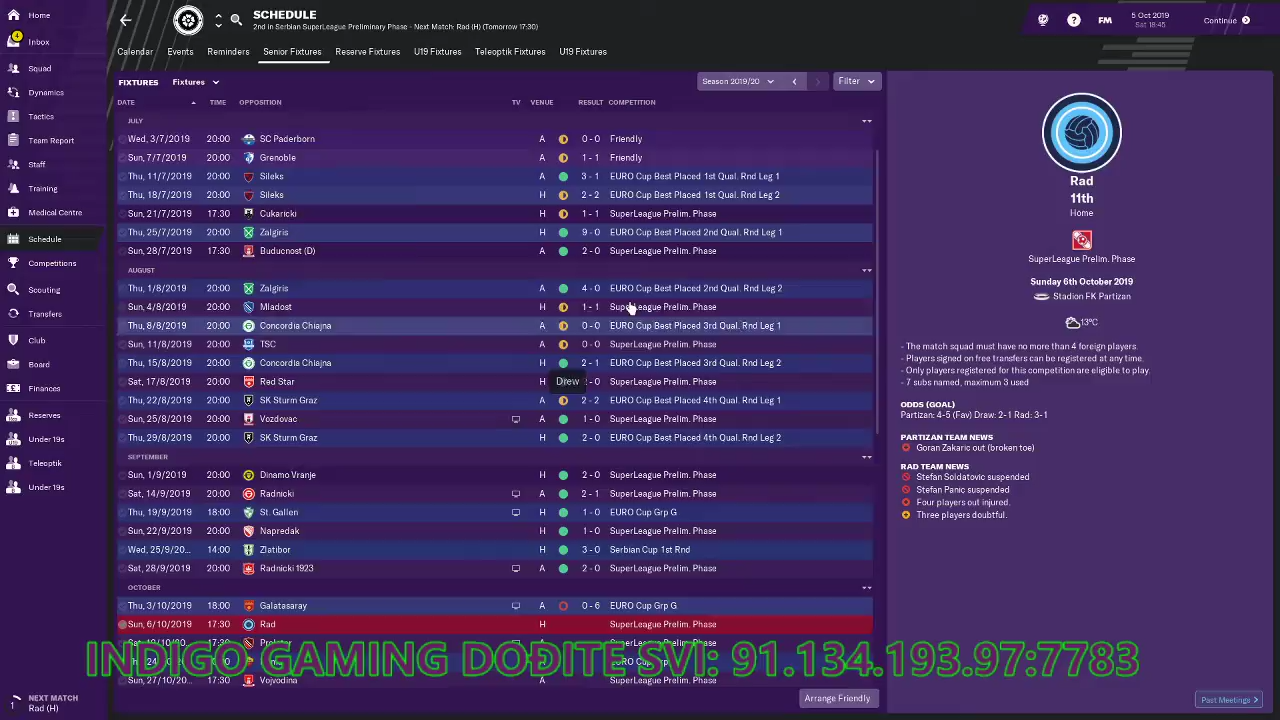 Home
4
Inbox
Squad
Dynamics
Tactics
Team Report
Staff
Training
Medical Centre
Schedule
Competitions
Scouting
Transfers
Club
Board
Finances
Reserves
Under 19s
Teleoptik
Under 19s
NEXT MATCH
Rad (H)
SCHEDULE
2nd in Serbian SuperLeague Preliminary Phase - Next Match: Rad (H) (Tomorrow 17:30)
FM
5 Oct 2019
Sat 18:45
Continue
Calendar Events Reminders Senior Fixtures Reserve Fixtures U19 Fixtures Teleoptik Fixtures U19 Fixtures
FIXTURES Fixtures Season 2019/20 Filter
DATE TIME OPPOSITION TV VENUE RESULT COMPETITION
JULY
Wed, 3/7/2019 20:00 SC Paderborn A 0 - 0 Friendly
Sun, 7/7/2019 20:00 Grenoble A 1 - 1 Friendly
Thu, 11/7/2019 20:00 Sileks A 3 - 1 EURO Cup Best Placed 1st Qual. Rnd Leg 1
Thu, 18/7/2019 20:00 Sileks H 2 - 2 EURO Cup Best Placed 1st Qual. Rnd Leg 2
Sun, 21/7/2019 17:30 Cukaricki H 1 - 1 SuperLeague Prelim. Phase
Thu, 25/7/2019 20:00 Zalgiris H 9 - 0 EURO Cup Best Placed 2nd Qual. Rnd Leg 1
Sun, 28/7/2019 17:30 Buducnost (D) A 2 - 0 SuperLeague Prelim. Phase
AUGUST
Thu, 1/8/2019 20:00 Zalgiris A 4 - 0 EURO Cup Best Placed 2nd Qual. Rnd Leg 2
Sun, 4/8/2019 20:00 Mladost H 1 - 1 SuperLeague Prelim. Phase
Thu, 8/8/2019 20:00 Concordia Chiajna A 0 - 0 EURO Cup Best Placed 3rd Qual. Rnd Leg 1
Sun, 11/8/2019 20:00 TSC A 0 - 0 SuperLeague Prelim. Phase
Thu, 15/8/2019 20:00 Concordia Chiajna H 2 - 1 EURO Cup Best Placed 3rd Qual. Rnd Leg 2
Sat, 17/8/2019 20:00 Red Star H - 0 SuperLeague Prelim. Phase
Drew
Thu, 22/8/2019 20:00 SK Sturm Graz A 2 - 2 EURO Cup Best Placed 4th Qual. Rnd Leg 1
Sun, 25/8/2019 20:00 Vozdovac A 1 - 0 SuperLeague Prelim. Phase
Thu, 29/8/2019 20:00 SK Sturm Graz H 2 - 0 EURO Cup Best Placed 4th Qual. Rnd Leg 2
SEPTEMBER
Sun, 1/9/2019 20:00 Dinamo Vranje H 2 - 0 SuperLeague Prelim. Phase
Sat, 14/9/2019 20:00 Radnicki A 2 - 1 SuperLeague Prelim. Phase
Thu, 19/9/2019 18:00 St. Gallen H 1 - 0 EURO Cup Grp G
Sun, 22/9/2019 20:00 Napredak H 1 - 0 SuperLeague Prelim. Phase
Wed, 25/9/20... 14:00 Zlatibor H 3 - 0 Serbian Cup 1st Rnd
Sat, 28/9/2019 20:00 Radnicki 1923 A 2 - 0 SuperLeague Prelim. Phase
OCTOBER
Thu, 3/10/2019 18:00 Galatasaray A 0 - 6 EURO Cup Grp G
Sun, 6/10/2019 17:30 Rad H SuperLeague Prelim. Phase
INDIGO GAMING DOĐITE SVI: 91.134.193.97:7783
Sun, 27/10/20... 17:30 Vojvodina A SuperLeague Prelim. Phase
Arrange Friendly
Rad
11th
Home
SuperLeague Prelim. Phase
Sunday 6th October 2019
Stadion FK Partizan
13°C
- The match squad must have no more than 4 foreign players.
- Players signed on free transfers can be registered at any time.
- Only players registered for this competition are eligible to play.
- 7 subs named, maximum 3 used
ODDS (GOAL)
Partizan: 4-5 (Fav) Draw: 2-1 Rad: 3-1
PARTIZAN TEAM NEWS
Goran Zakaric out (broken toe)
RAD TEAM NEWS
Stefan Soldatovic suspended
Stefan Panic suspended
Four players out injured.
Three players doubtful.
Past Meetings >